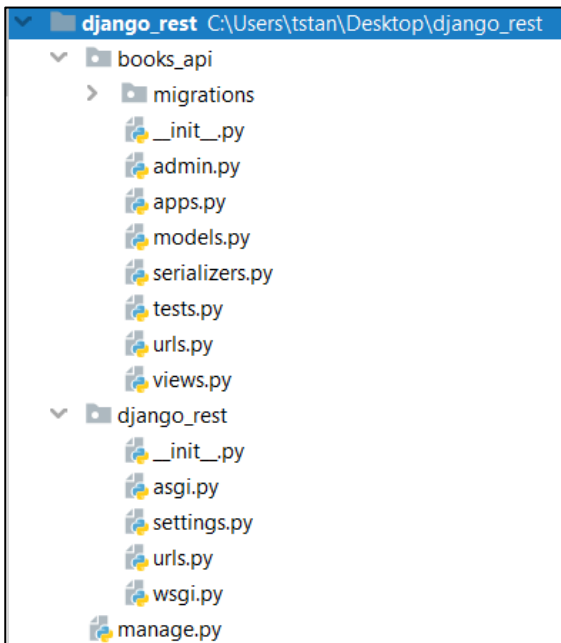 django_rest C:\Users\tstan\Desktop\django_rest
books_api
migrations
__init__.py
admin.py
apps.py
models.py
serializers.py
tests.py
urls.py
views.py
django_rest
__init__.py
asgi.py
settings.py
urls.py
wsgi.py
manage.py